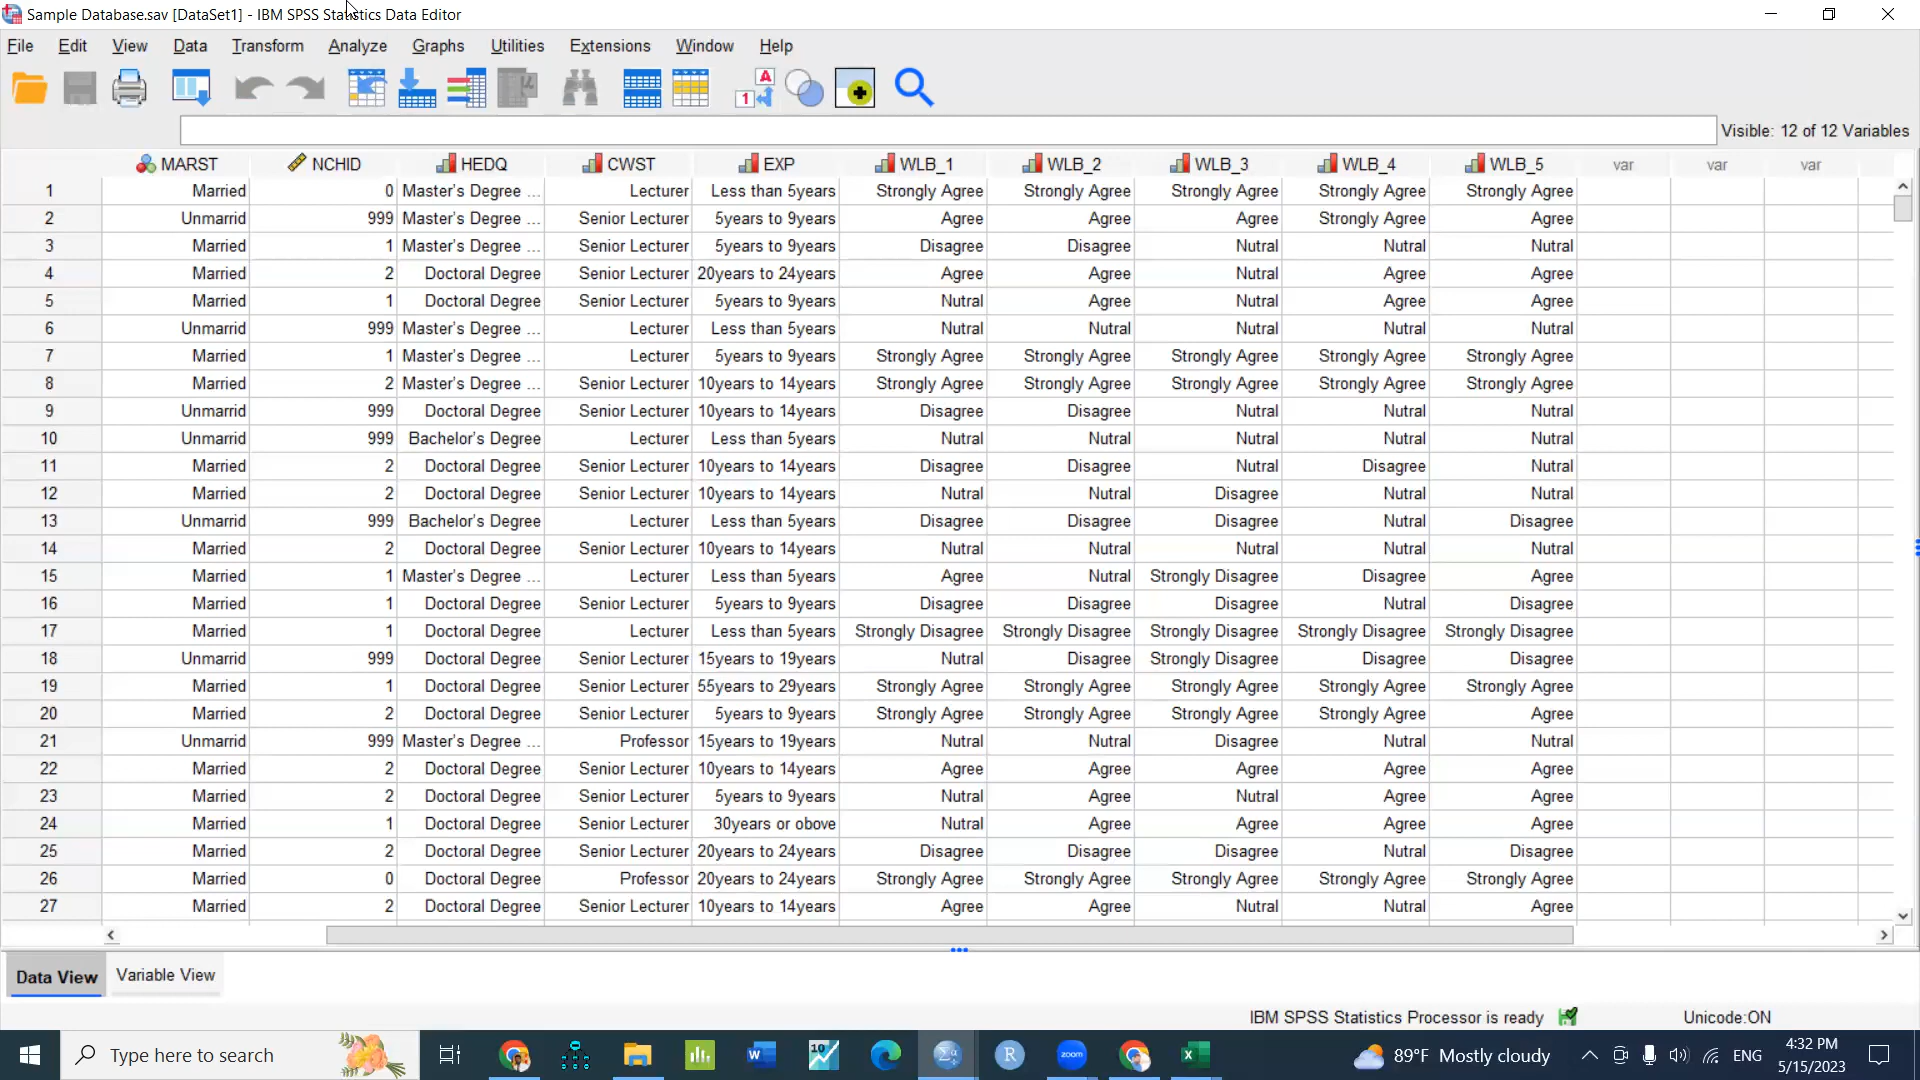 Sample Database.sav [DataSet1] - IBM SPSS Statistics Data Editor
File Edit View Data Transform Analyze Graphs Utilities Extensions Window Help
Visible: 12 of 12 Variables
MARST NCHID HEDQ CWST EXP WLB_1 WLB_2 WLB_3 WLB_4 WLB_5 var var var
1 Married 0 Master's Degree ... Lecturer Less than 5years Strongly Agree Strongly Agree Strongly Agree Strongly Agree Strongly Agree
2 Unmarrid 999 Master's Degree ... Senior Lecturer 5years to 9years Agree Agree Agree Strongly Agree Agree
3 Married 1 Master's Degree ... Senior Lecturer 5years to 9years Disagree Disagree Nutral Nutral Nutral
4 Married 2 Doctoral Degree Senior Lecturer 20years to 24years Agree Agree Nutral Agree Agree
5 Married 1 Doctoral Degree Senior Lecturer 5years to 9years Nutral Agree Nutral Agree Agree
6 Unmarrid 999 Master's Degree ... Lecturer Less than 5years Nutral Nutral Nutral Nutral Nutral
7 Married 1 Master's Degree ... Lecturer 5years to 9years Strongly Agree Strongly Agree Strongly Agree Strongly Agree Strongly Agree
8 Married 2 Master's Degree ... Senior Lecturer 10years to 14years Strongly Agree Strongly Agree Strongly Agree Strongly Agree Strongly Agree
9 Unmarrid 999 Doctoral Degree Senior Lecturer 10years to 14years Disagree Disagree Nutral Nutral Nutral
10 Unmarrid 999 Bachelor's Degree Lecturer Less than 5years Nutral Nutral Nutral Nutral Nutral
11 Married 2 Doctoral Degree Senior Lecturer 10years to 14years Disagree Disagree Nutral Disagree Nutral
12 Married 2 Doctoral Degree Senior Lecturer 10years to 14years Nutral Nutral Disagree Nutral Nutral
13 Unmarrid 999 Bachelor's Degree Lecturer Less than 5years Disagree Disagree Disagree Nutral Disagree
14 Married 2 Doctoral Degree Senior Lecturer 10years to 14years Nutral Nutral Nutral Nutral Nutral
15 Married 1 Master's Degree ... Lecturer Less than 5years Agree Nutral Strongly Disagree Disagree Agree
16 Married 1 Doctoral Degree Senior Lecturer 5years to 9years Disagree Disagree Disagree Nutral Disagree
17 Married 1 Doctoral Degree Lecturer Less than 5years Strongly Disagree Strongly Disagree Strongly Disagree Strongly Disagree Strongly Disagree
18 Unmarrid 999 Doctoral Degree Senior Lecturer 15years to 19years Nutral Disagree Strongly Disagree Disagree Disagree
19 Married 1 Doctoral Degree Senior Lecturer 55years to 29years Strongly Agree Strongly Agree Strongly Agree Strongly Agree Strongly Agree
20 Married 2 Doctoral Degree Senior Lecturer 5years to 9years Strongly Agree Strongly Agree Strongly Agree Strongly Agree Agree
21 Unmarrid 999 Master's Degree ... Professor 15years to 19years Nutral Nutral Disagree Nutral Nutral
22 Married 2 Doctoral Degree Senior Lecturer 10years to 14years Agree Agree Agree Agree Agree
23 Married 2 Doctoral Degree Senior Lecturer 5years to 9years Nutral Agree Nutral Agree Agree
24 Married 1 Doctoral Degree Senior Lecturer 30years or obove Nutral Agree Agree Agree Agree
25 Married 2 Doctoral Degree Senior Lecturer 20years to 24years Disagree Disagree Disagree Nutral Disagree
26 Married 0 Doctoral Degree Professor 20years to 24years Strongly Agree Strongly Agree Strongly Agree Strongly Agree Strongly Agree
27 Married 2 Doctoral Degree Senior Lecturer 10years to 14years Agree Agree Nutral Nutral Agree
Data View Variable View
IBM SPSS Statistics Processor is ready Unicode:ON
Type here to search 89°F Mostly cloudy ENG 4:32 PM
5/15/2023